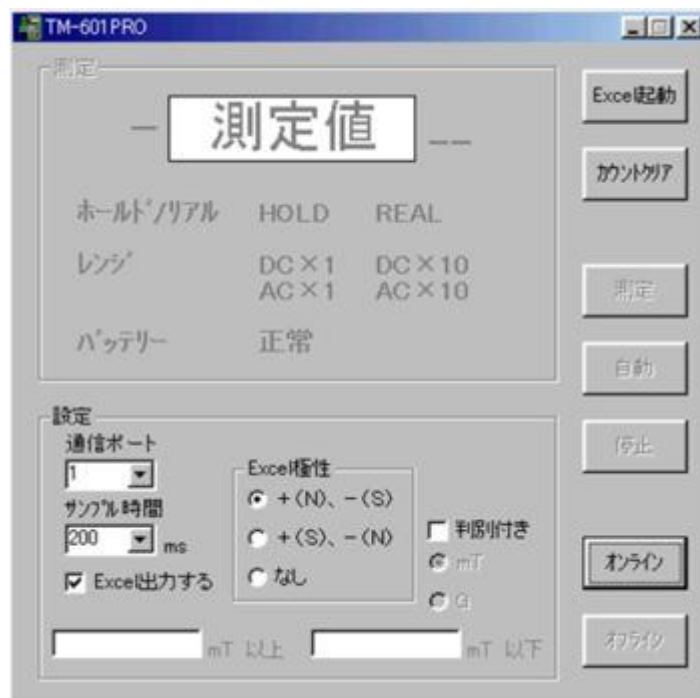 TM-601PRO
測定
Excel起動
- 測定値 --
カウントクリア
ホールド/リアル HOLD REAL
レンジ DC×1 DC×10
AC×1 AC×10
測定
バッテリー 正常
自動
設定
停止
通信ポート
1
Excel極性
+(N)、-(S)
サンプル時間
200 ms
+(S)、-(N)
判別付き
オンライン
Excel出力する
なし
mT
G
mT 以上
mT 以下
オフライン